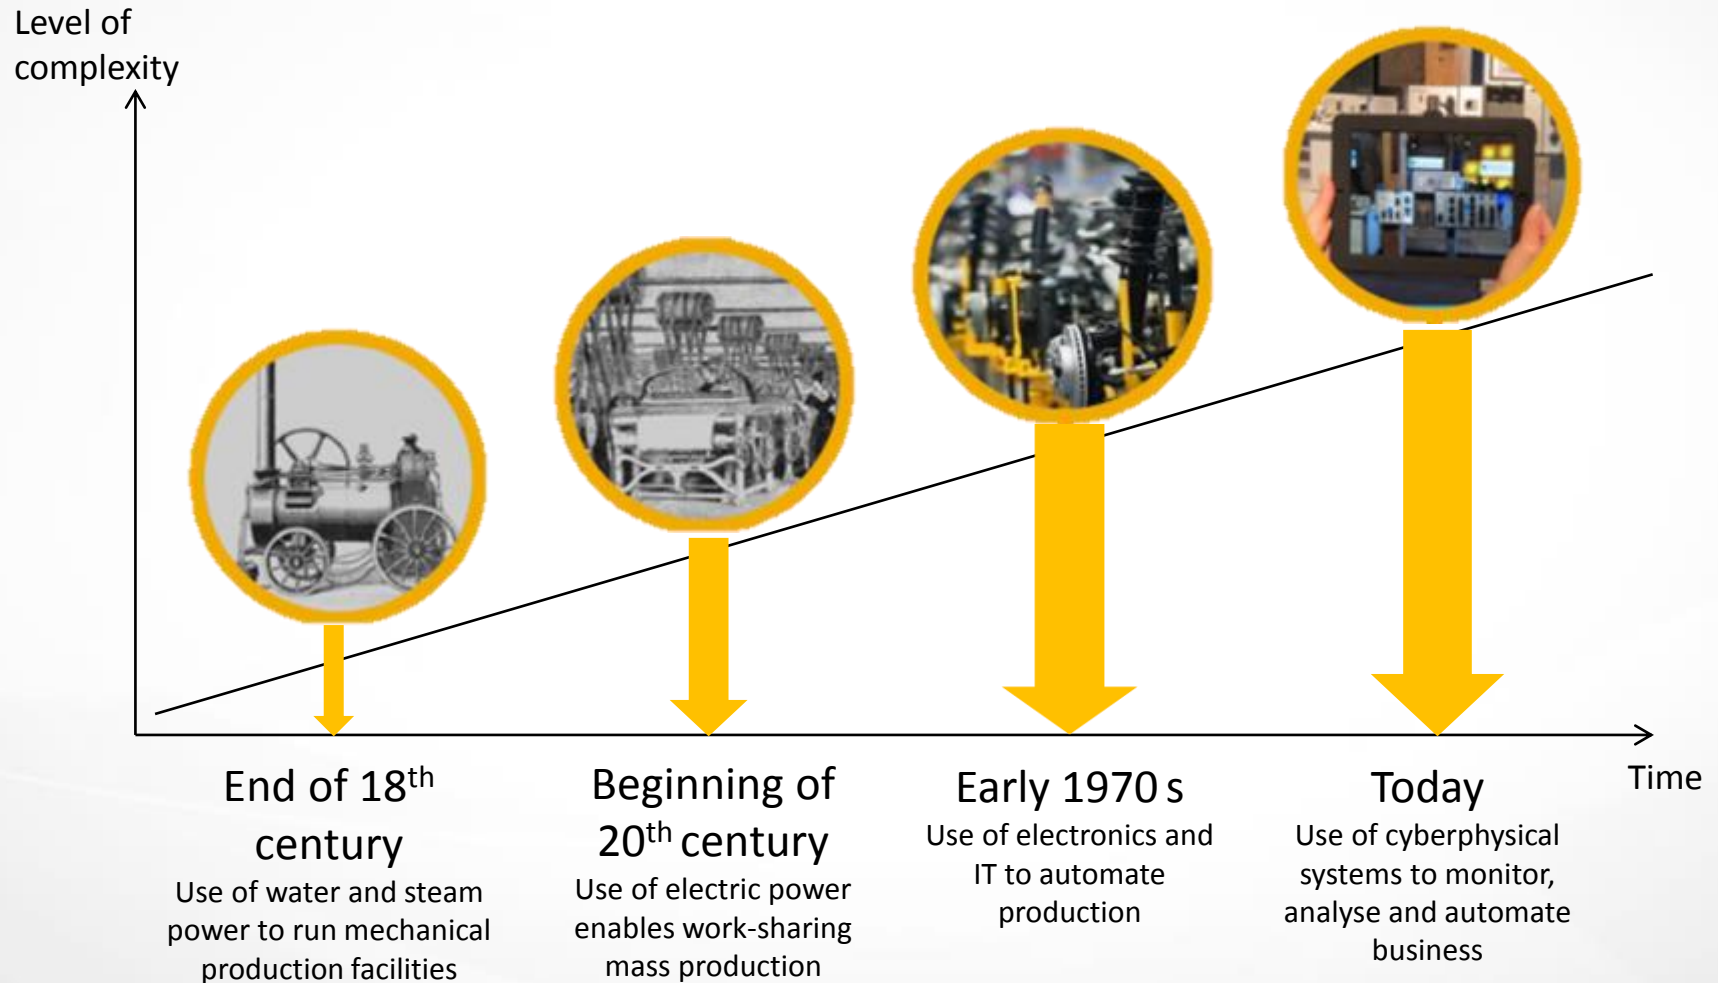 Level of
complexity
End of 18th
century
Use of water and steam
power to run mechanical
production facilities
Beginning of
20th century
Use of electric power
enables work-sharing
mass production
Early 1970 s
Use of electronics and
IT to automate
production
Today
Use of cyberphysical
systems to monitor,
analyse and automate
business
Time